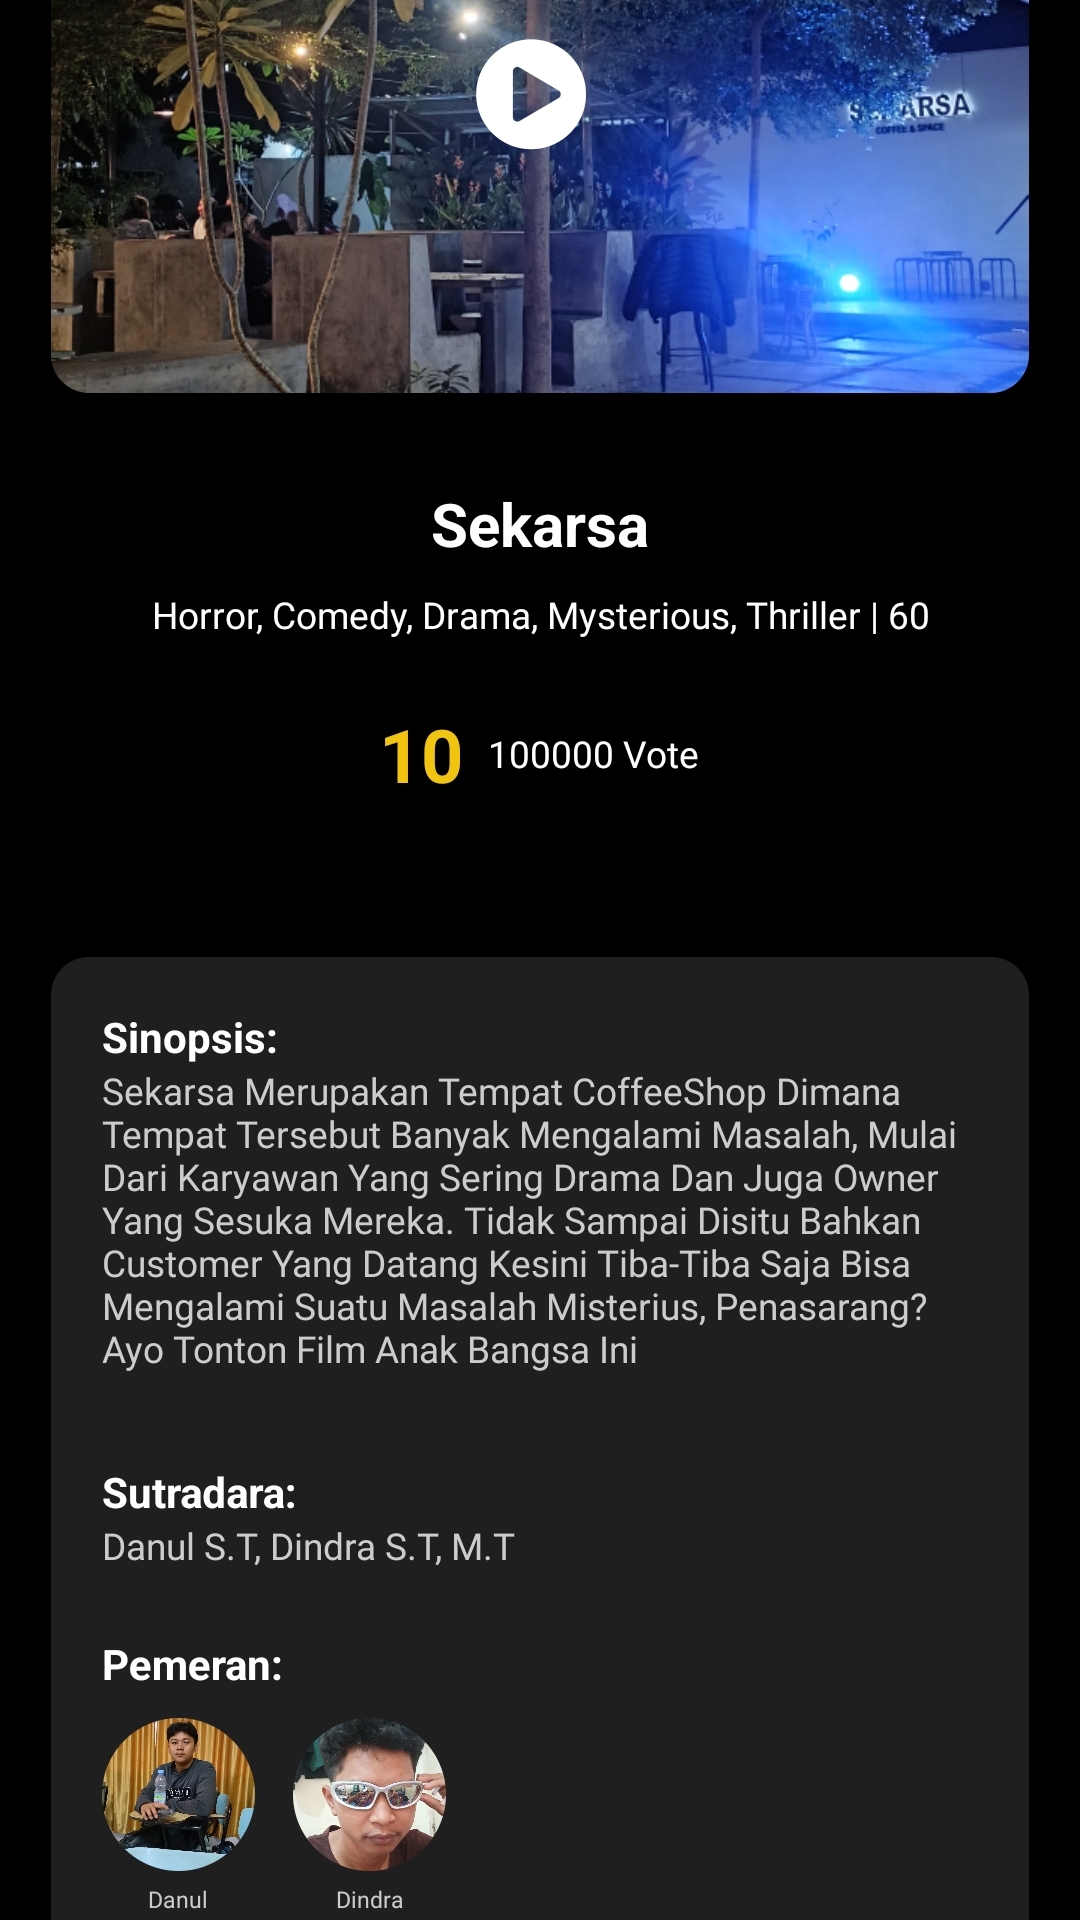 COFFEE & SPACE
Sekarsa
Horror, Comedy, Drama, Mysterious, Thriller | 60
10 100000 Vote
Sinopsis:
Sekarsa Merupakan Tempat CoffeeShop Dimana
Tempat Tersebut Banyak Mengalami Masalah, Mulai
Dari Karyawan Yang Sering Drama Dan Juga Owner
Yang Sesuka Mereka. Tidak Sampai Disitu Bahkan
Customer Yang Datang Kesini Tiba-Tiba Saja Bisa
Mengalami Suatu Masalah Misterius, Penasarang?
Ayo Tonton Film Anak Bangsa Ini
Sutradara:
Danul S.T, Dindra S.T, M.T
Pemeran:
Danul Dindra